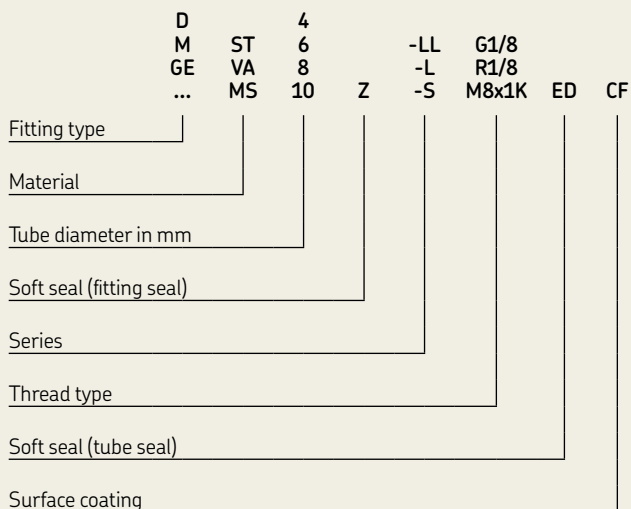 D 4
M ST 6 -LL G1/8
GE VA 8 -L R1/8
... MS 10 Z -S M8x1K ED CF
Fitting type
Material
Tube diameter in mm
Soft seal (fitting seal)
Series
Thread type
Soft seal (tube seal)
Surface coating